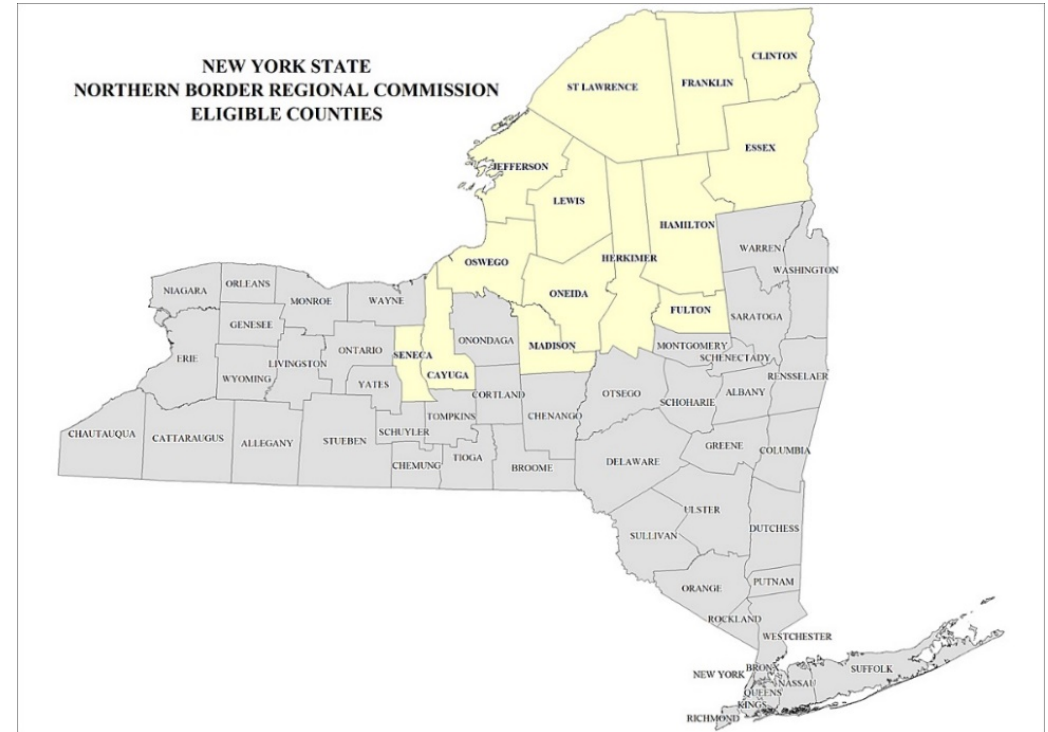 NEW YORK STATE
NORTHERN BORDER REGIONAL COMMISSION
ELIGIBLE COUNTIES
CLINTON
FRANKLIN
ST LAWRENCE
ESSEX
JEFFERSON
LEWIS
HAMILTON
WARREN
HERKIMER
OSWEGO
WASHINGTON
ONEIDA
NIAGARA
ORLEANS
MONROE
WAYNE
FULTON
SARATOGA
GENESEE
ONONDAGA
MADISON
MONTGOMERY
ERIE
ONTARIO
SENECA
SCHENECTADY
LIVINGSTON
CAYUGA
RENSSELAER
WYOMING
YATES
CORTLAND
OTSEGO
ALBANY
SCHOHARIE
TOMPKINS
CHENANGO
CHAUTAUQUA
CATTARAUGUS
ALLEGANY
STUEBEN
SCHUYLER
GREENE
COLUMBIA
CHEMUNG
TIOGA
BROOME
DELAWARE
ULSTER
DUTCHESS
SULLIVAN
PUTNAM
ORANGE
ROCKLAND
WESTCHESTER
BRONX
NEW YORK
SUFFOLK
NASSAU
QUEENS
KINGS
RICHMOND